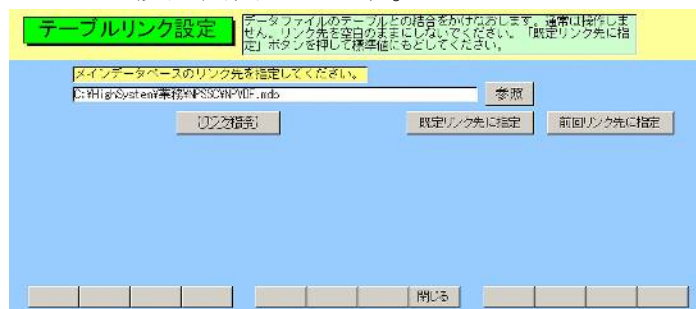 テーブルリンク設定
データファイルのテーブルとの結合をかけなおします。通常は操作しま
せん。リンク先を空白のままにしないでください。「既定リンク先に指
定」ボタンを押して標準値にもどしてください。
メインデータベースのリンク先を指定してください。
C:¥HighSystem¥業務¥NPSSC¥NPVDF.mdb
参照
既定リンク先に指定
前回リンク先に指定
閉じる